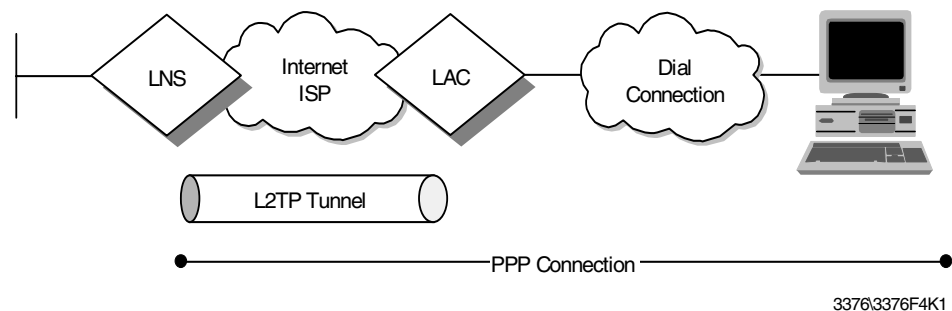 LNS
Internet
ISP
LAC
Dial
Connection
L2TP Tunnel
PPP Connection
3376\3376F4K1